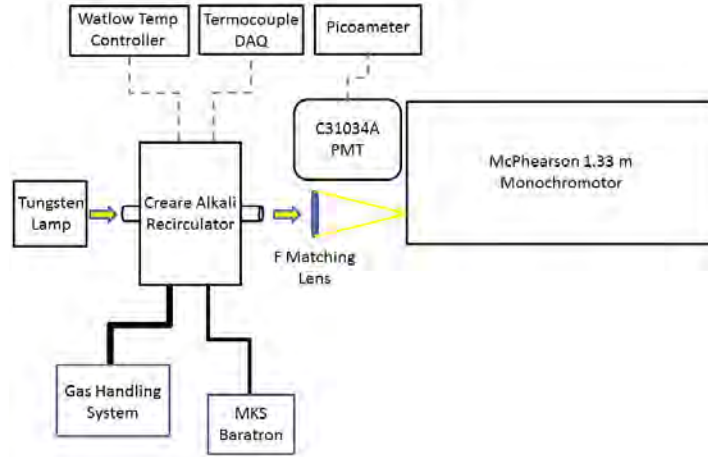 Watlow Temp
Controller
Termocouple
DAQ
Picoameter
C31034A
PMT
McPhearson 1.33 m
Monochromotor
Tungsten
Lamp
Creare Alkali
Recirculator
F Matching
Lens
Gas Handling
System
MKS
Baratron